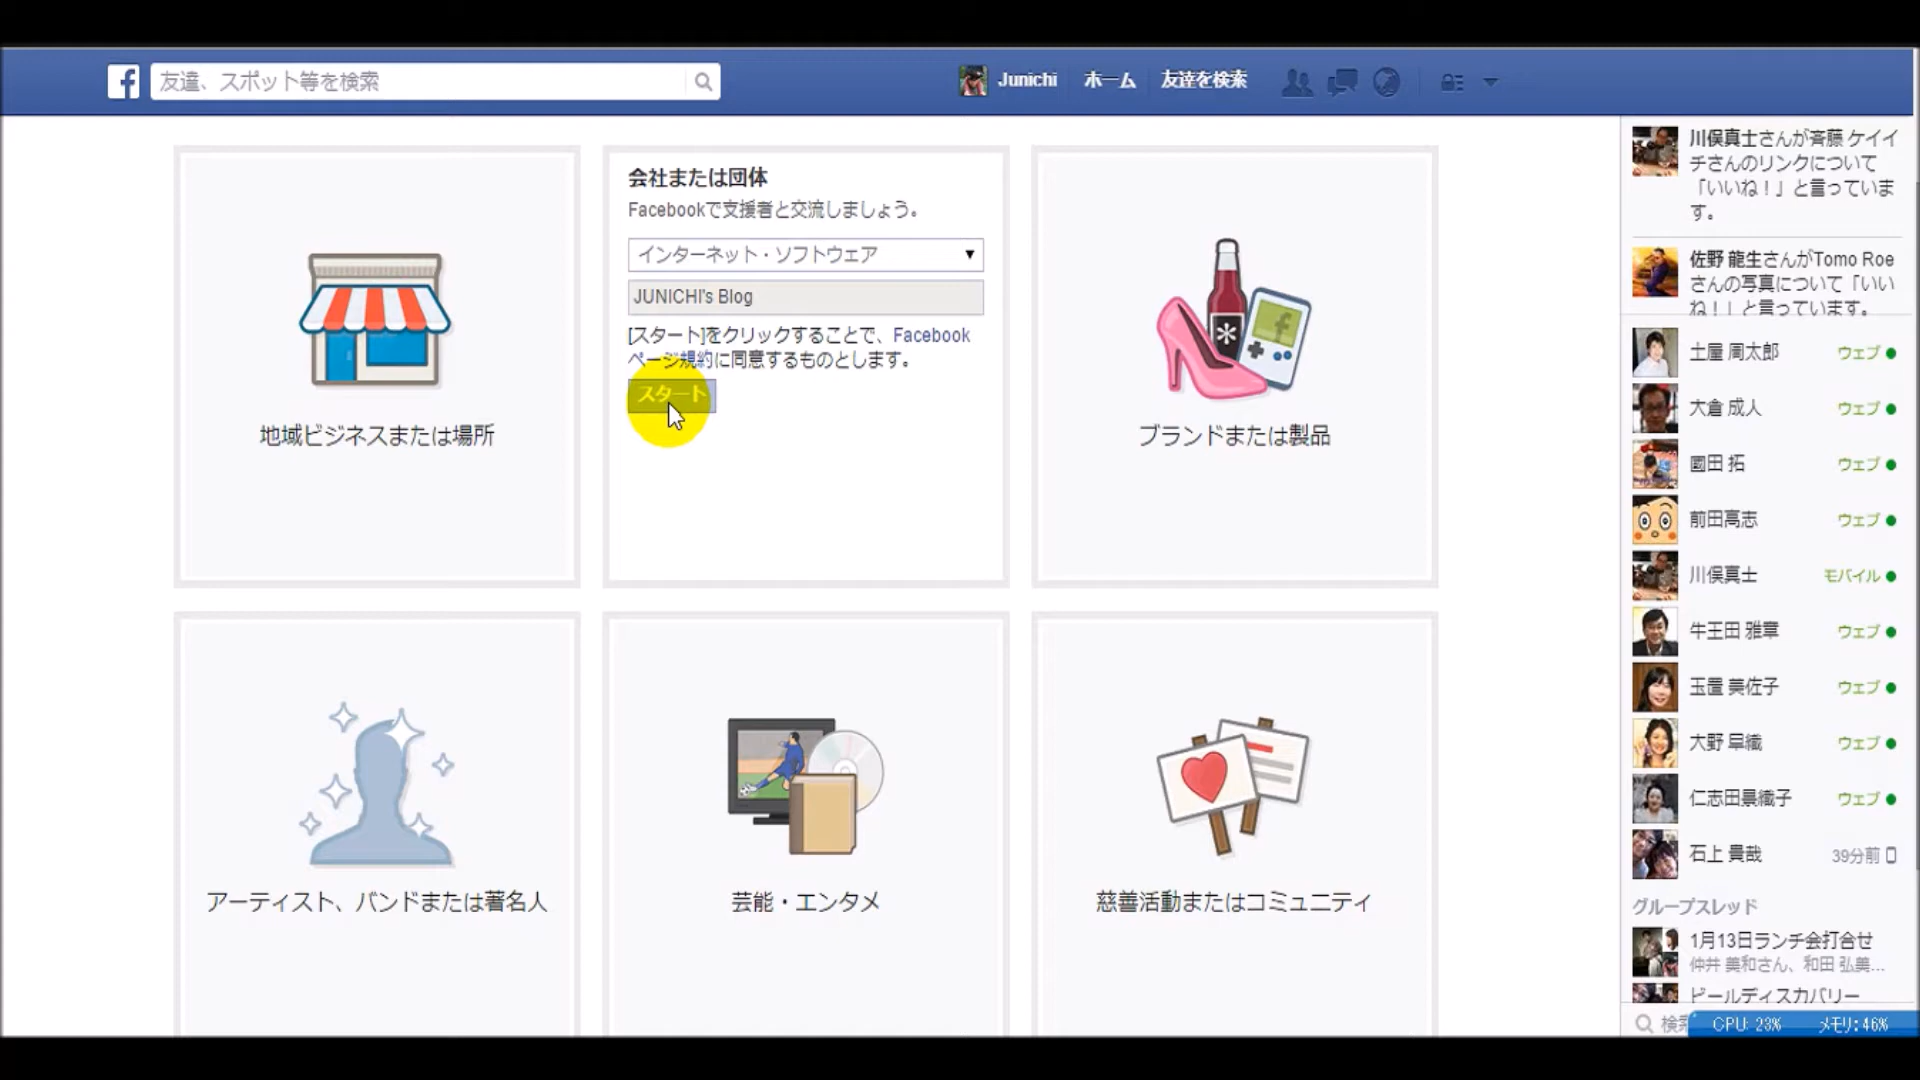 友達、スポット等を検索
Junichi ホーム 友達を検索
地域ビジネスまたは場所
会社または団体
Facebookで支援者と交流しましょう。
インターネット・ソフトウェア
JUNICHI's Blog
[スタート]をクリックすることで、Facebook
ページ規約に同意するものとします。
スタート
ブランドまたは製品
アーティスト、バンドまたは著名人
芸能・エンタメ
慈善活動またはコミュニティ
川俣真士さんが斉藤 ケイイ
チさんのリンクについて
「いいね！」と言っていま
す。
佐野 龍生さんがTomo Roe
さんの写真について「いい
ね！」と言っています。
土屋 周太郎 ウェブ
大倉 成人 ウェブ
國田 拓 ウェブ
前田高志 ウェブ
川俣真士 モバイル
牛王田 雅章 ウェブ
玉置 美佐子 ウェブ
大野 早織 ウェブ
仁志田景織子 ウェブ
石上 貴哉 39分前
グループスレッド
1月13日ランチ会打合せ
仲井 美和さん、和田 弘美...
ビールディスカバリー
検索
CPU: 23% メモリ: 46%